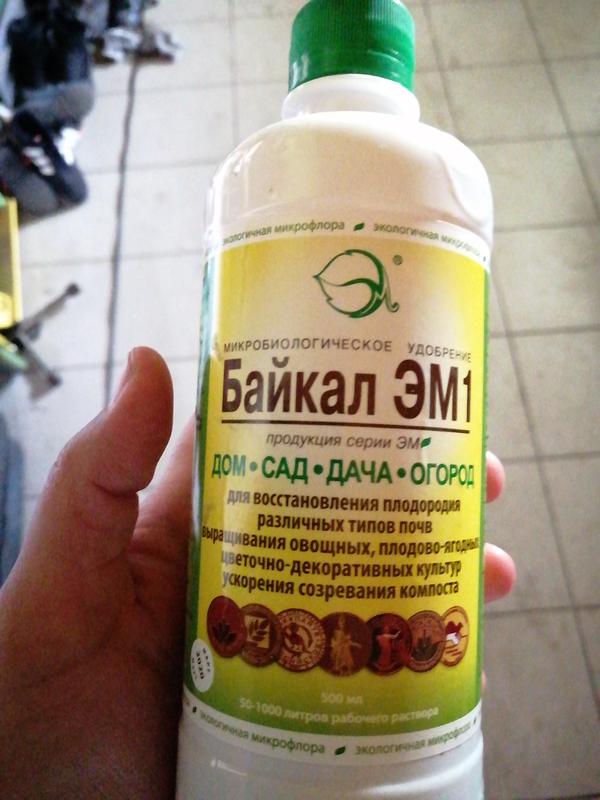 экологичная микрофлора экологичная микрофлора
®
МИКРОБИОЛОГИЧЕСКОЕ УДОБРЕНИЕ
Байкал ЭМ1
продукция серии ЭМ
ДОМ • САД • ДАЧА • ОГОРОД
для восстановления плодородия
различных типов почв
выращивания овощных, плодово-ягодных
цветочно-декоративных культур
ускорения созревания компоста
2020
500 мл
50-1000 литров рабочего раствора
экологичная микрофлора экологичная микрофлора